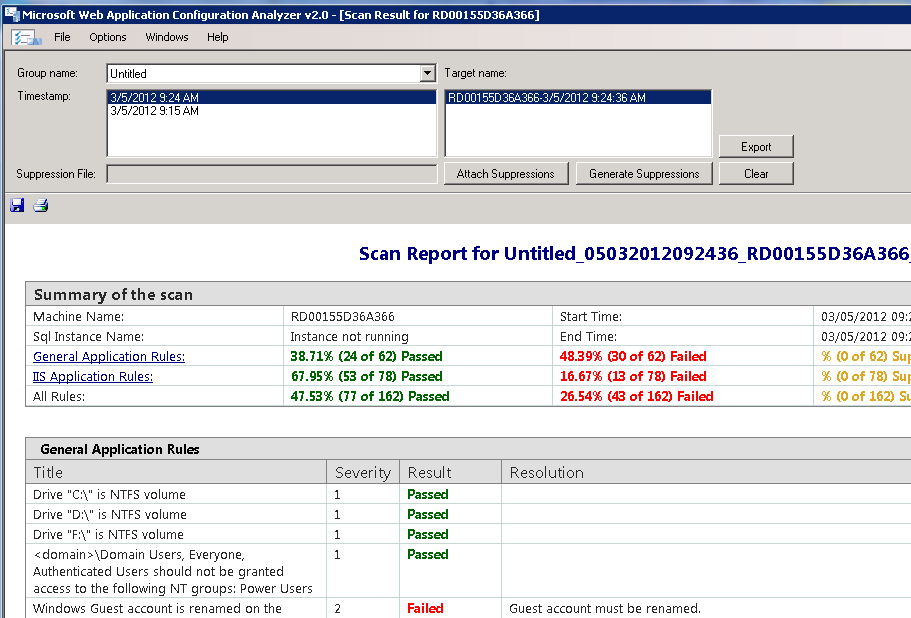 Microsoft Web Application Configuration Analyzer v2.0 - [Scan Result for RD00155D36A366]
File Options Windows Help
Group name: Untitled Target name:
Timestamp: 3/5/2012 9:24 AM RD00155D36A366-3/5/2012 9:24:36 AM
3/5/2012 9:15 AM
Export
Suppression File: Attach Suppressions Generate Suppressions Clear
Scan Report for Untitled_05032012092436_RD00155D36A366_
Summary of the scan
Machine Name: RD00155D36A366 Start Time: 03/05/2012 09:2
Sql Instance Name: Instance not running End Time: 03/05/2012 09:2
General Application Rules: 38.71% (24 of 62) Passed 48.39% (30 of 62) Failed % (0 of 62) Sup
IIS Application Rules: 67.95% (53 of 78) Passed 16.67% (13 of 78) Failed % (0 of 78) Sup
All Rules: 47.53% (77 of 162) Passed 26.54% (43 of 162) Failed % (0 of 162) Su
General Application Rules
Title Severity Result Resolution
Drive "C:\" is NTFS volume 1 Passed
Drive "D:\" is NTFS volume 1 Passed
Drive "F:\" is NTFS volume 1 Passed
<domain>\Domain Users, Everyone, 1 Passed
Authenticated Users should not be granted
access to the following NT groups: Power Users
Windows Guest account is renamed on the 2 Failed Guest account must be renamed.